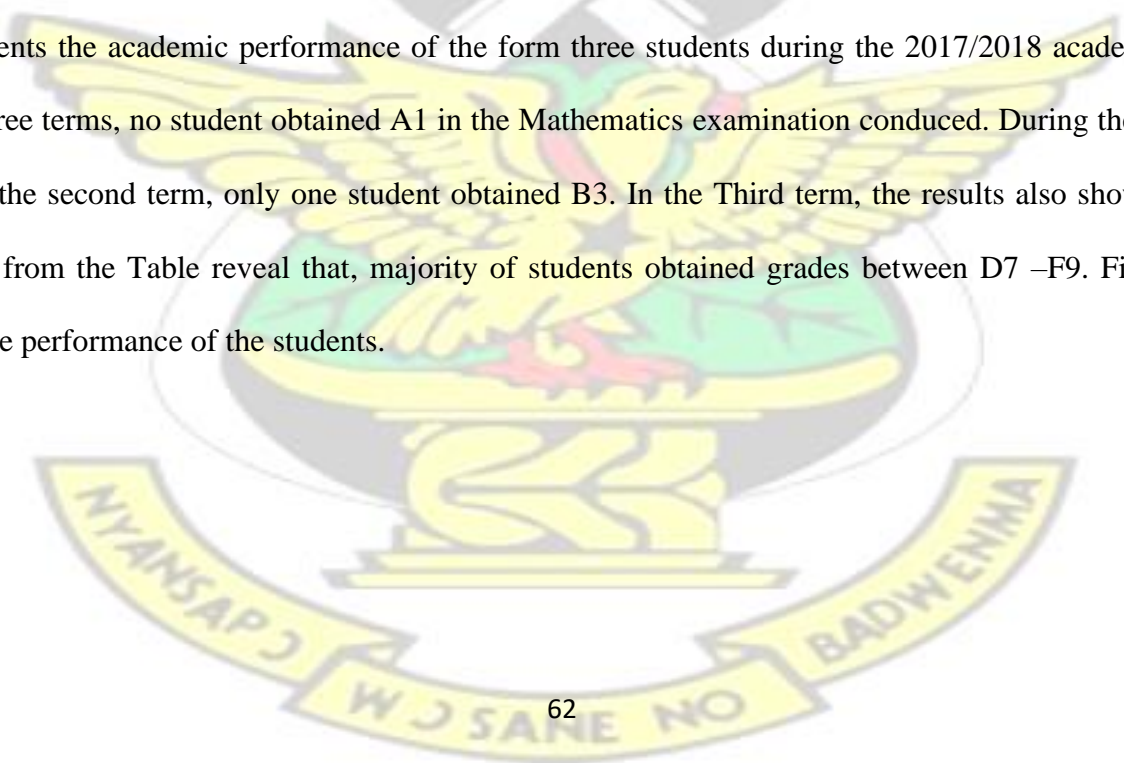 ents the academic performance of the form three students during the 2017/2018 acade
ree terms, no student obtained A1 in the Mathematics examination conduced. During the
the second term, only one student obtained B3. In the Third term, the results also sho
from the Table reveal that, majority of students obtained grades between D7 –F9. Fi
e performance of the students.
NYANSAPƆ WƆSANE NO BADWENMA
62